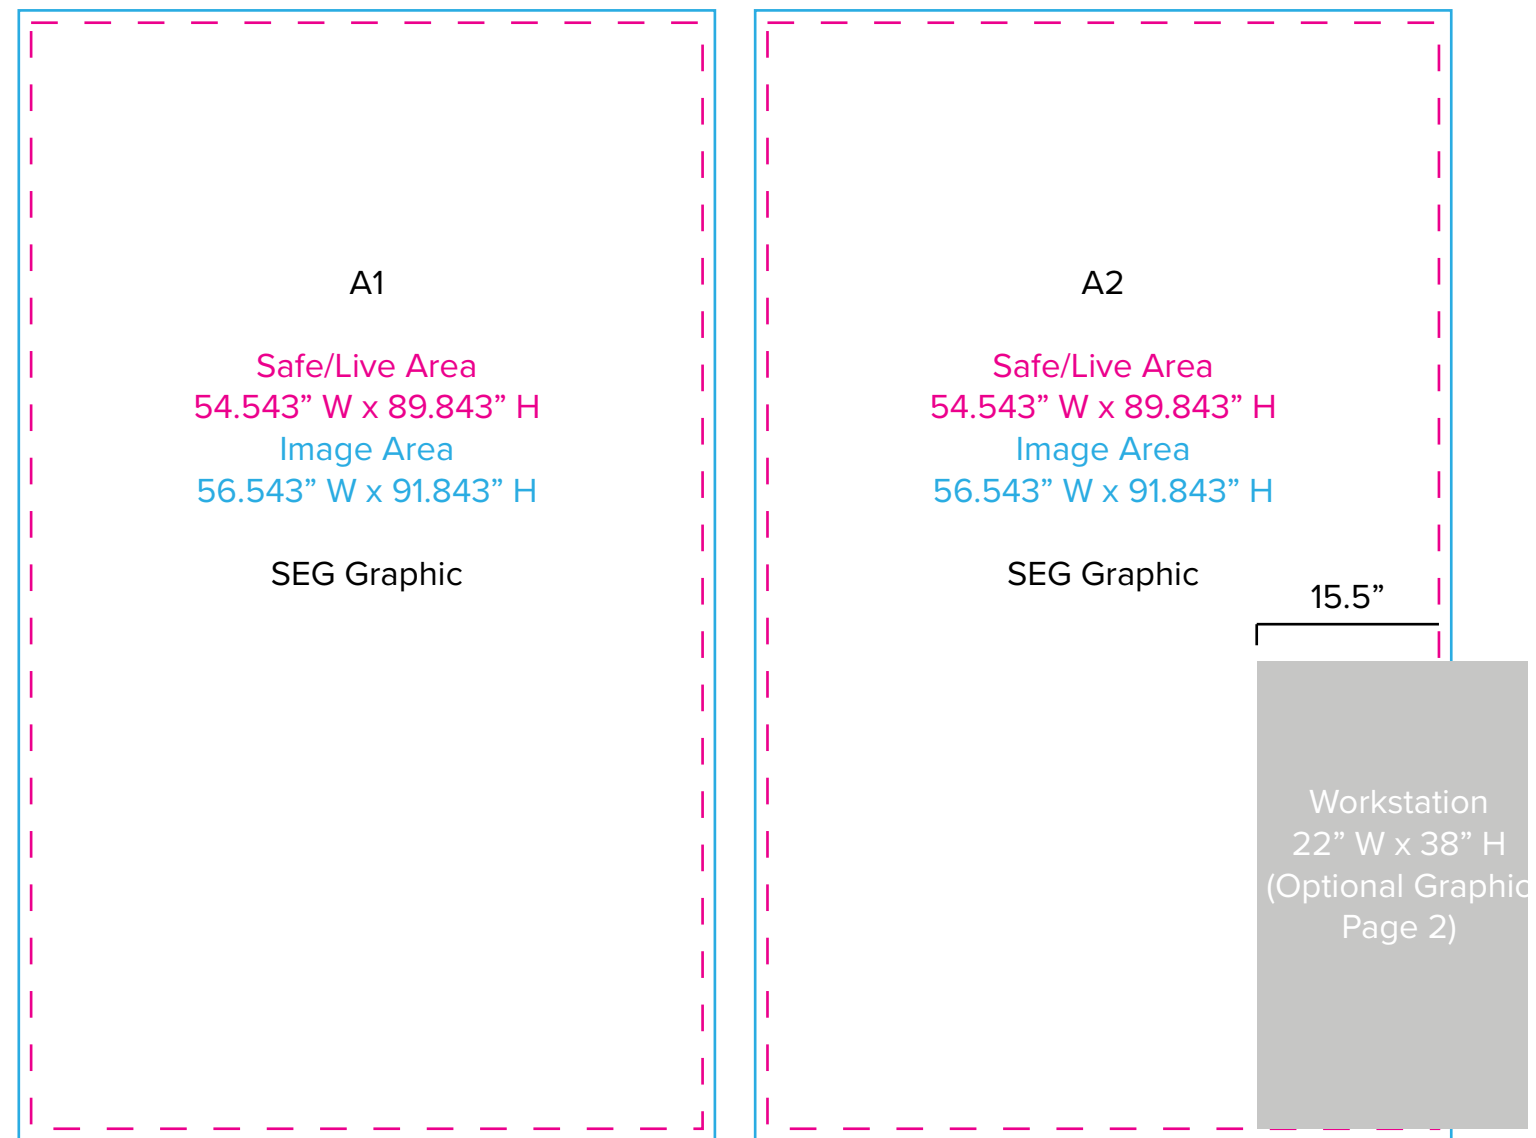 A1
Safe/Live Area
54.543” W x 89.843” H
Image Area
56.543” W x 91.843” H
SEG Graphic
A2
Safe/Live Area
54.543” W x 89.843” H
Image Area
56.543” W x 91.843” H
SEG Graphic
15.5”
Workstation
22” W x 38” H
(Optional Graphic
Page 2)